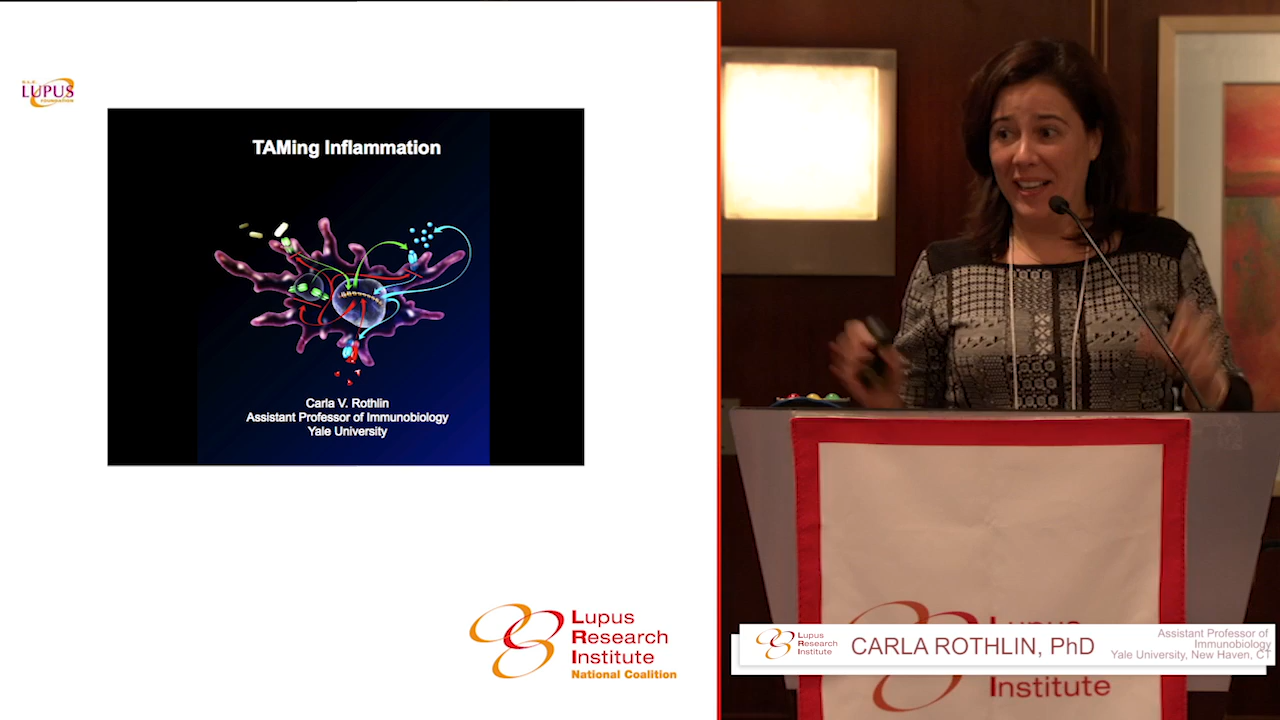 S.L.E.
LUPUS
FOUNDATION
TAMing Inflammation
Carla V. Rothlin
Assistant Professor of Immunobiology
Yale University
Lupus
Research
Institute
National Coalition
Lupus
Institute
Lupus
Research
Institute
CARLA ROTHLIN, PhD
Assistant Professor of
Immunobiology
Yale University, New Haven, CT